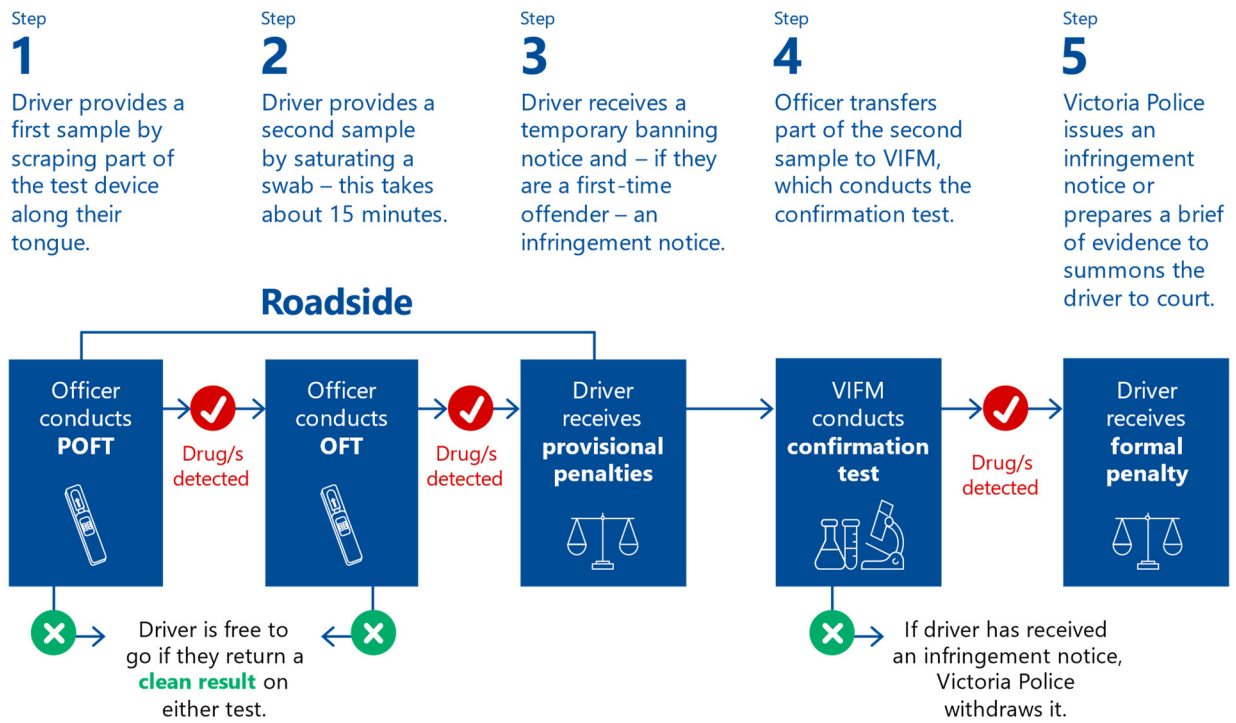 Step
1
Driver provides a
first sample by
scraping part of
the test device
along their
tongue.
Step
2
Driver provides a
second sample
by saturating a
swab – this takes
about 15 minutes.
Step
3
Driver receives a
temporary banning
notice and – if they
are a first-time
offender – an
infringement notice.
Step
4
Officer transfers
part of the second
sample to VIFM,
which conducts the
confirmation test.
Step
5
Victoria Police
issues an
infringement
notice or
prepares a brief
of evidence to
summons the
driver to court.
Roadside
Officer
conducts
POFT
Drug/s
detected
Officer
conducts
OFT
Drug/s
detected
Driver
receives
provisional
penalties
VIFM
conducts
confirmation
test
Drug/s
detected
Driver
receives
formal
penalty
Driver is free to
go if they return a
clean result on
either test.
If driver has received
an infringement notice,
Victoria Police
withdraws it.